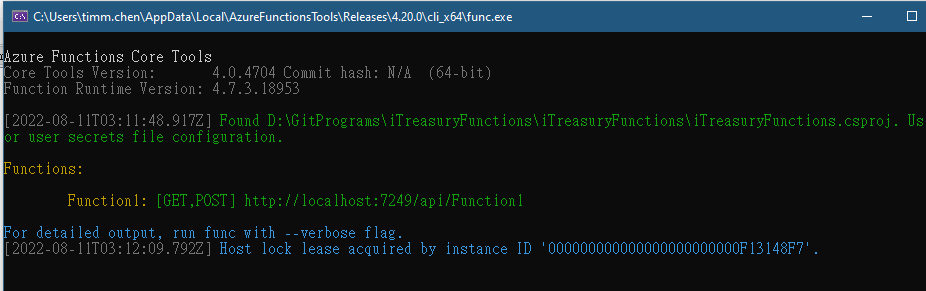 C:\Users\timm.chen\AppData\Local\AzureFunctionsTools\Releases\4.20.0\cli_x64\func.exe
Azure Functions Core Tools
Core Tools Version:       4.0.4704 Commit hash: N/A  (64-bit)
Function Runtime Version: 4.7.3.18953
[2022-08-11T03:11:48.917Z] Found D:\GitPrograms\iTreasuryFunctions\iTreasuryFunctions\iTreasuryFunctions.csproj. Us
or user secrets file configuration.
Functions:
Function1: [GET,POST] http://localhost:7249/api/Function1
For detailed output, run func with --verbose flag.
[2022-08-11T03:12:09.792Z] Host lock lease acquired by instance ID '000000000000000000000000F13148F7'.